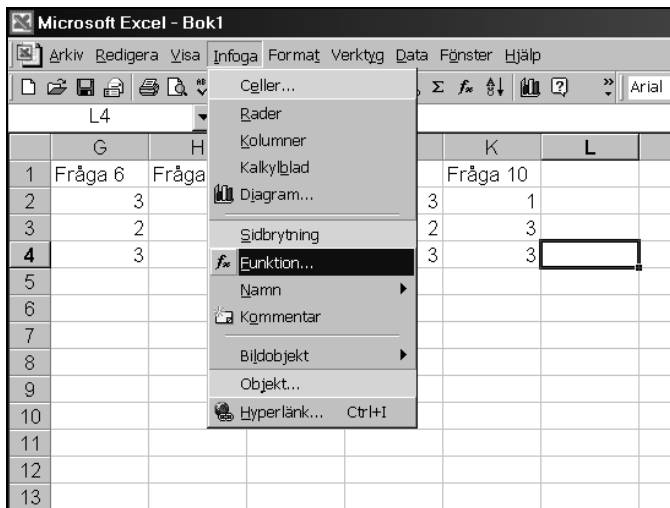 Microsoft Excel - Bok1
Arkiv Redigera Visa Infoga Format Verktyg Data Fönster Hjälp
Arial
L4
Celler...
Rader
Kolumner
Kalkylblad
Diagram...
Sidbrytning
Funktion...
Namn
Kommentar
Bildobjekt
Objekt...
Hyperlänk... Ctrl+I
G H K L
1 Fråga 6 Fråga Fråga 10
2 3 3 1
3 2 2 3
4 3 3 3
5
6
7
8
9
10
11
12
13